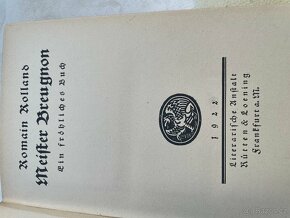 Romain Rolland
Meister Breugnon
Ein fröhliches Buch
1922
Literarische Anstalt
Rütten & Loening
Frankfurt a. M.